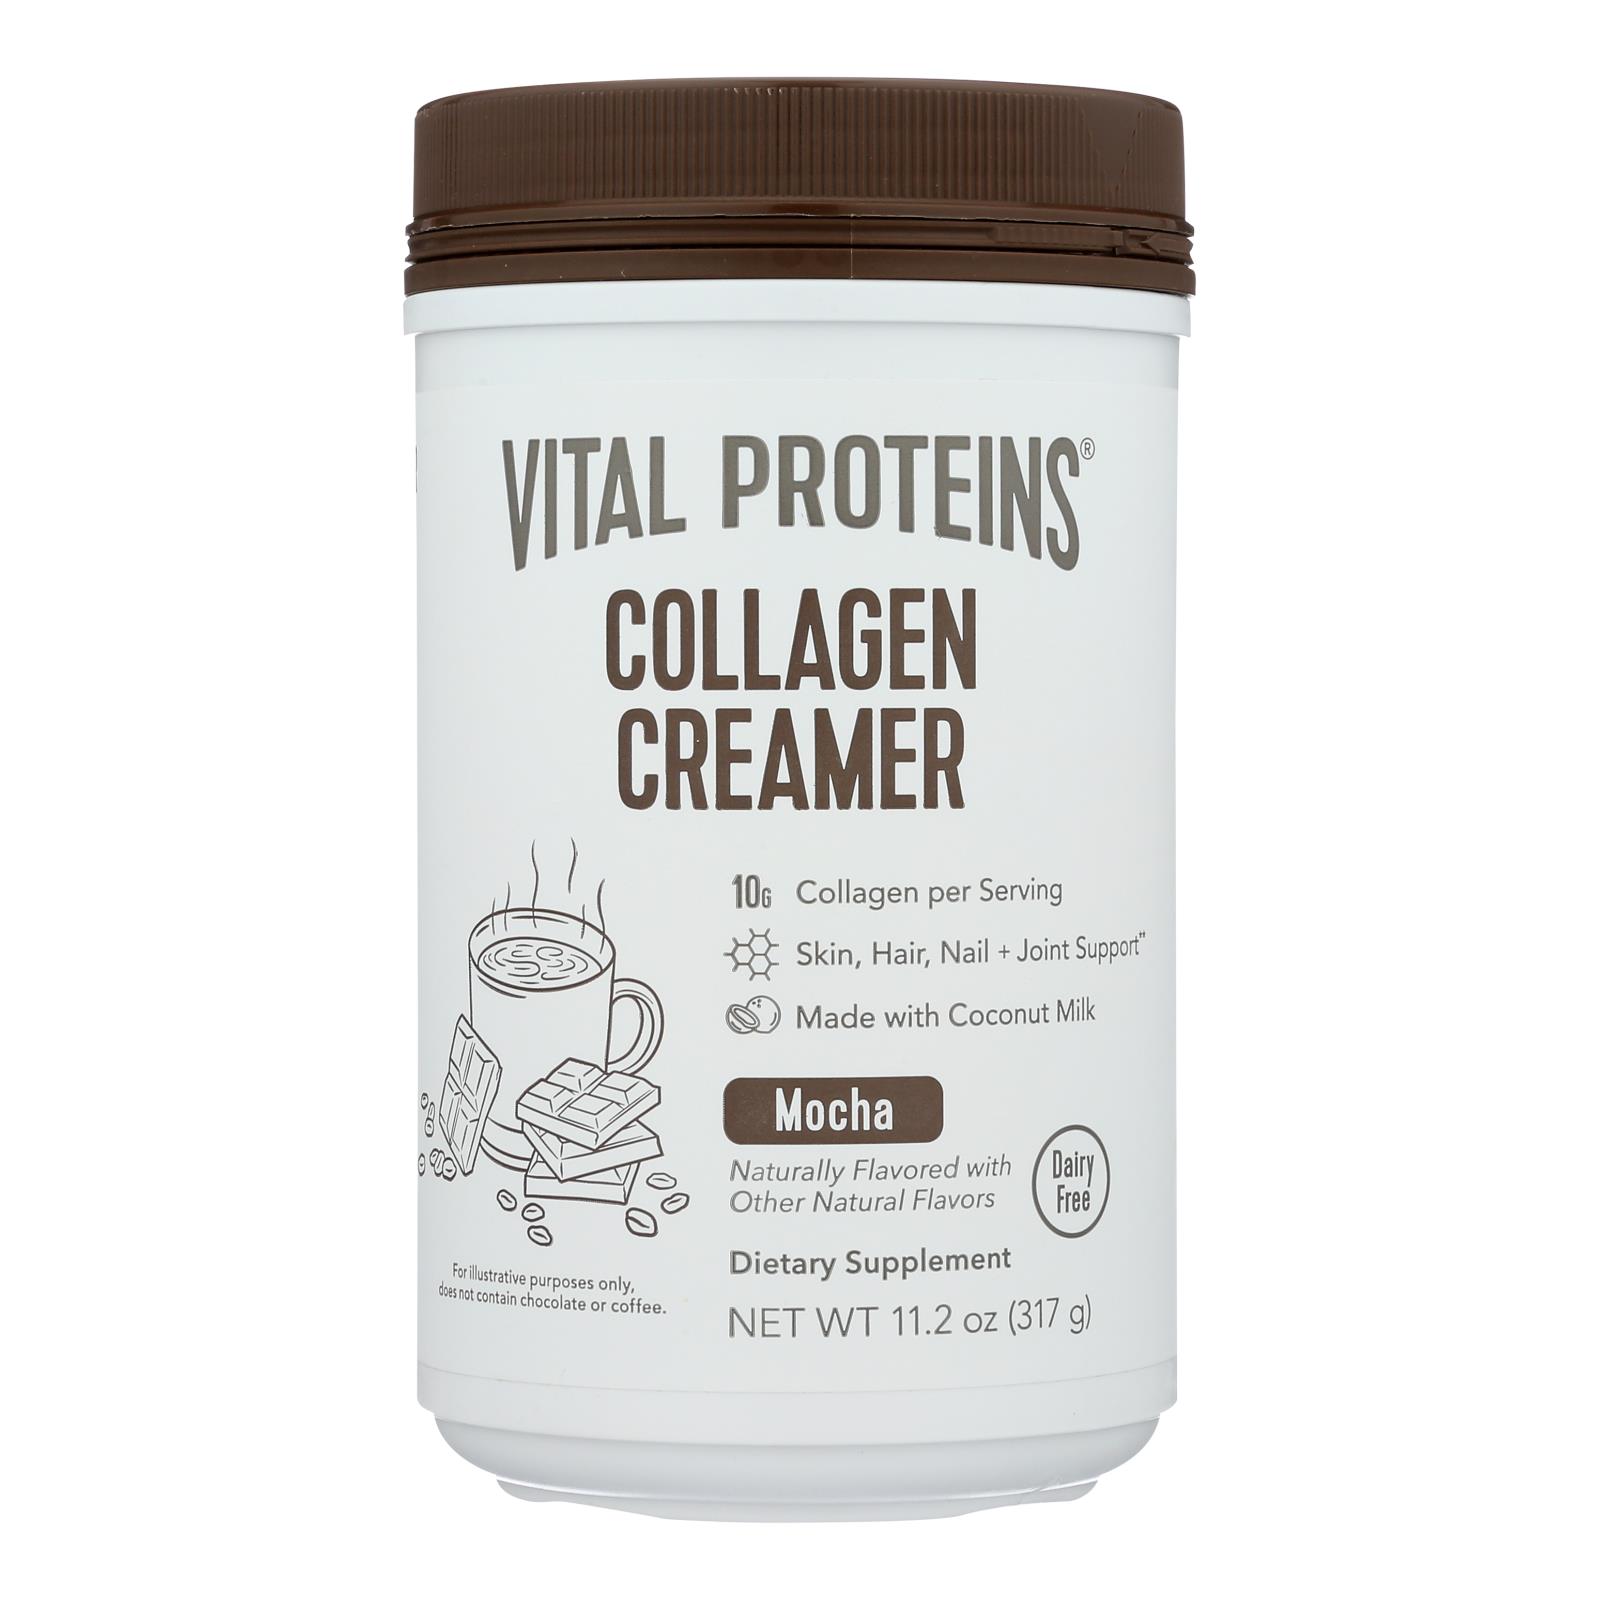 VITAL PROTEINS®
COLLAGEN
CREAMER
10G Collagen per Serving
Skin, Hair, Nail + Joint Support††
Made with Coconut Milk
Mocha
Naturally Flavored with
Other Natural Flavors
Dairy
Free
Dietary Supplement
NET WT 11.2 oz (317 g)
For illustrative purposes only,
does not contain chocolate or coffee.